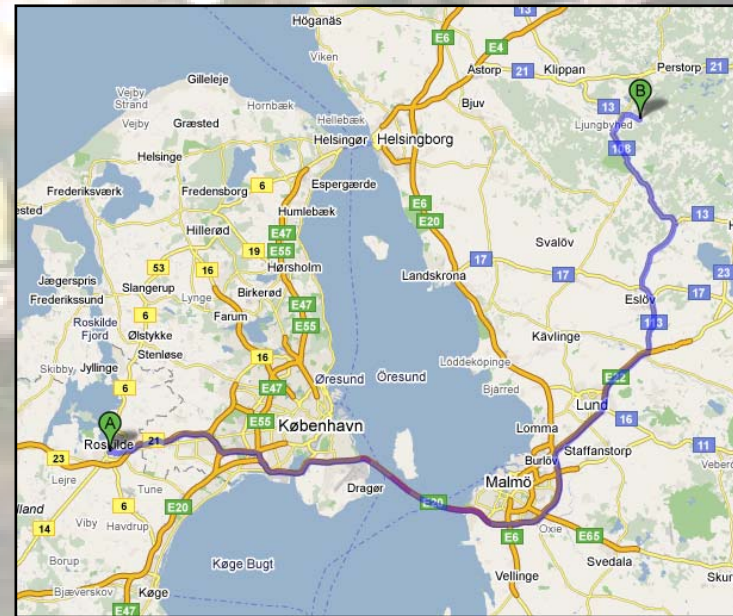 Höganäs
E6
13
E4
Viken
Åstorp
21
Klippan
Perstorp
21
Gilleleje
Vejby
Strand
Hornbæk
Bjuv
13
B
Vejby
Græsted
Hellebæk
Ljungbyhed
Helsingør
Helsingborg
108
Helsinge
Espergærde
Frederiksværk
Fredensborg
6
E6
Humlebæk
E20
13
Hillerød
E47
Svalöv
19
E55
53
16
Hørsholm
17
23
Jægerspris
Slangerup
Lynge
Birkerød
Landskrona
17
Frederikssund
Eslöv
17
Roskilde
Fjord
6
Farum
E47
E55
113
Ølstykke
Kävlinge
Skibby
Stenløse
16
Löddeköpinge
Jyllinge
Øresund
Öresund
Bjärred
E22
6
E47
Lund
A
E55
København
16
Roskilde
21
Lomma
11
23
Staffanstorp
Burlöv
Lejre
Tune
Dragør
Malmö
6
E20
E20
Oxie
14
Viby
Havdrup
E6
E65
Svedala
Borup
Køge Bugt
Vellinge
Bjæverskov
Køge
E47